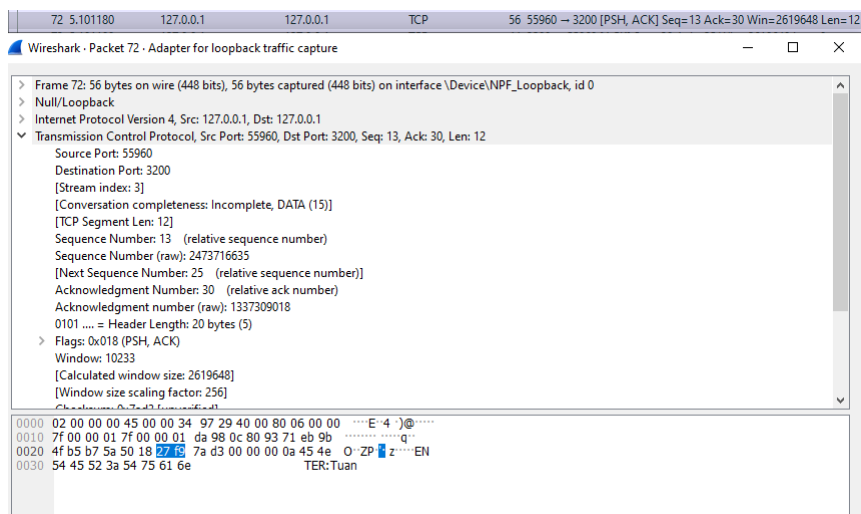 72 5.101180 127.0.0.1 127.0.0.1 TCP 56 55960 → 3200 [PSH, ACK] Seq=13 Ack=30 Win=2619648 Len=12
Wireshark · Packet 72 · Adapter for loopback traffic capture
> Frame 72: 56 bytes on wire (448 bits), 56 bytes captured (448 bits) on interface \Device\NPF_Loopback, id 0
> Null/Loopback
> Internet Protocol Version 4, Src: 127.0.0.1, Dst: 127.0.0.1
Transmission Control Protocol, Src Port: 55960, Dst Port: 3200, Seq: 13, Ack: 30, Len: 12
Source Port: 55960
Destination Port: 3200
[Stream index: 3]
[Conversation completeness: Incomplete, DATA (15)]
[TCP Segment Len: 12]
Sequence Number: 13 (relative sequence number)
Sequence Number (raw): 2473716635
[Next Sequence Number: 25 (relative sequence number)]
Acknowledgment Number: 30 (relative ack number)
Acknowledgment number (raw): 1337309018
0101 .... = Header Length: 20 bytes (5)
> Flags: 0x018 (PSH, ACK)
Window: 10233
[Calculated window size: 2619648]
[Window size scaling factor: 256]
Checksum: 0x7ad3 [unverified]
0000 02 00 00 00 45 00 00 34 97 29 40 00 80 06 00 00 ····E··4 ·)@·····
0010 7f 00 00 01 7f 00 00 01 da 98 0c 80 93 71 eb 9b ········ ·····q··
0020 4f b5 b7 5a 50 18 27 f9 7a d3 00 00 00 0a 45 4e O··ZP·'· z·····EN
0030 54 45 52 3a 54 75 61 6e TER:Tuan